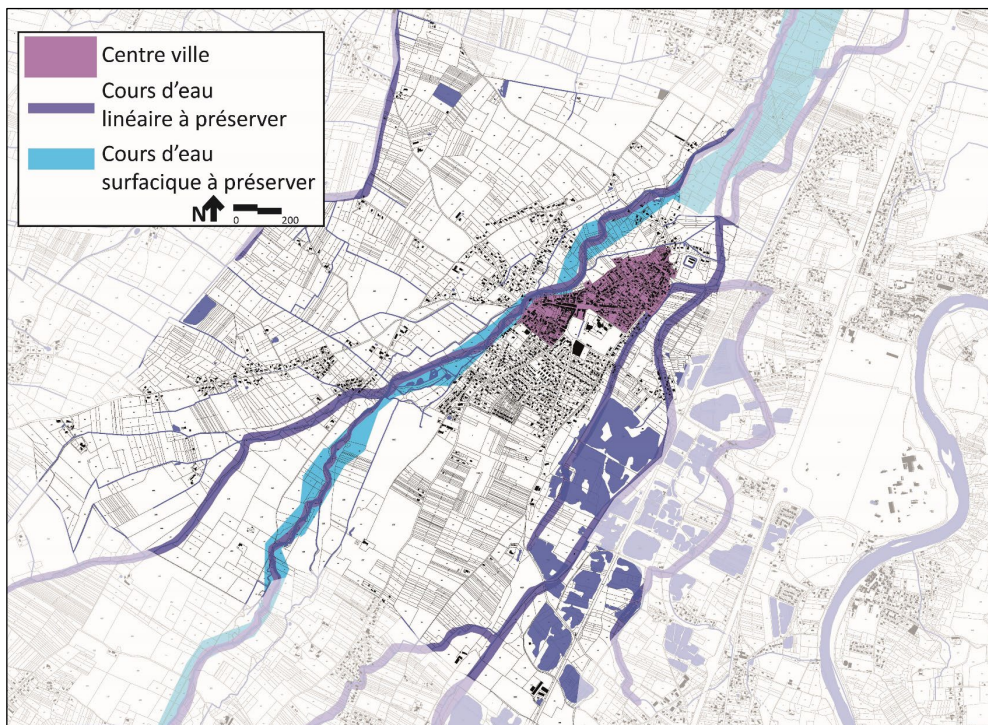 Centre ville
Cours d'eau
linéaire à préserver
Cours d'eau
surfacique à préserver
N
0 200